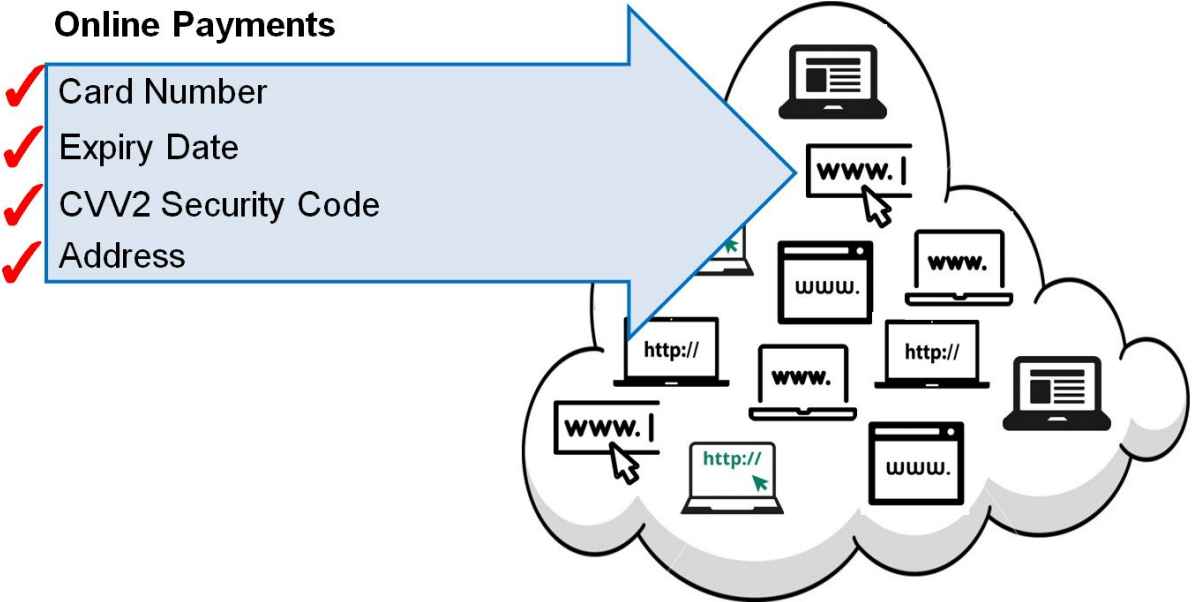 Online Payments
Card Number
Expiry Date
CVV2 Security Code
Address
www.
www.
www.
http://
http://
www.
www.
http://
www.